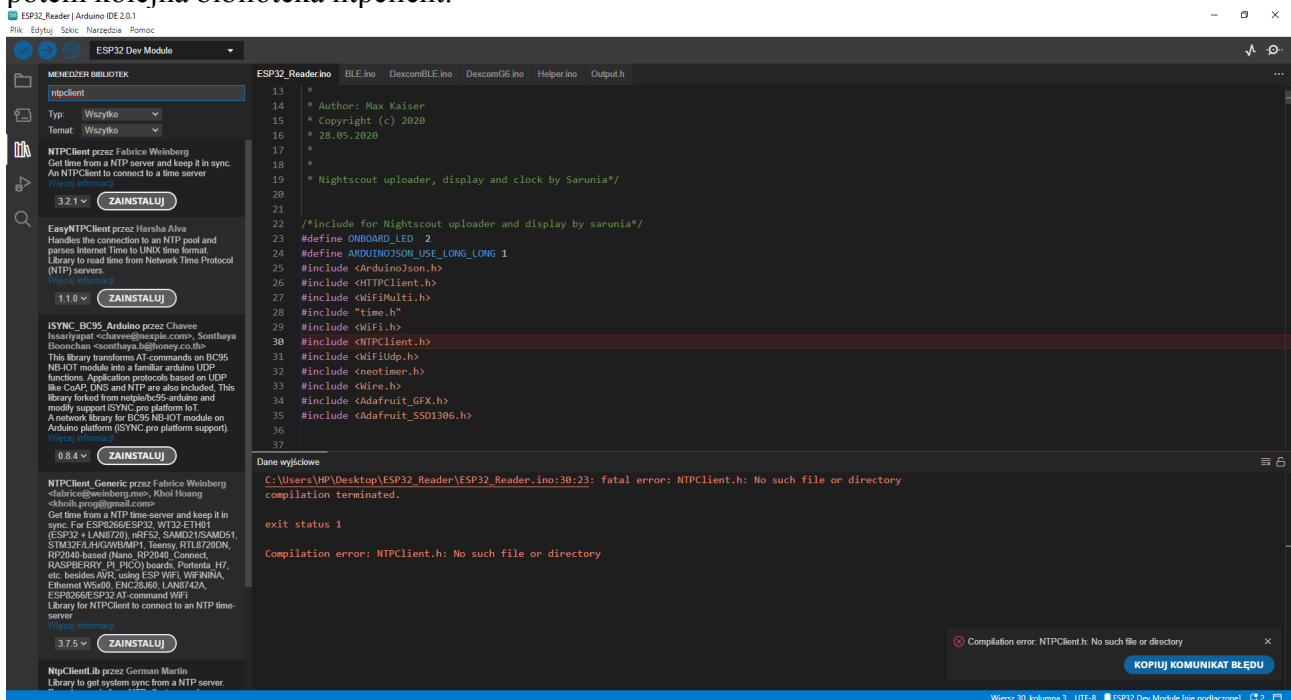 potem kolejna biblioteka ntpclient.
ESP32_Reader | Arduino IDE 2.0.1
Plik Edytuj Szkic Narzędzia Pomoc
ESP32 Dev Module
MENEDŻER BIBLIOTEK
ntpclient
Typ: Wszytko
Temat: Wszytko
NTPClient przez Fabrice Weinberg
Get time from a NTP server and keep it in sync.
An NTPClient to connect to a time server
Więcej informacji
3.2.1 ZAINSTALUJ
EasyNTPClient przez Harsha Alva
Handles the connection to an NTP pool and
parses Internet Time to UNIX time format.
Library to read time from Network Time Protocol
(NTP) servers.
Więcej informacji
1.1.0 ZAINSTALUJ
iSYNC_BC95_Arduino przez Chavee
Issariyapat <chavee@nexpie.com>, Sonthaya
Boonchan <sonthaya.b@honey.co.th>
This library transforms AT-commands on BC95
NB-IOT module into a familiar arduino UDP
functions. Application protocols based on UDP
like CoAP, DNS and NTP are also included, This
library forked from netpie/bc95-arduino and
modify support iSYNC.pro platform IoT.
A network library for BC95 NB-IOT module on
Arduino platform (iSYNC.pro platform support).
Więcej informacji
0.8.4 ZAINSTALUJ
NTPClient_Generic przez Fabrice Weinberg
<fabrice@weinberg.me>, Khoi Hoang
<khoih.prog@gmail.com>
Get time from a NTP time-server and keep it in
sync. For ESP8266/ESP32, WT32-ETH01
(ESP32 + LAN8720), nRF52, SAMD21/SAMD51,
STM32F/L/H/G/WB/MP1, Teensy, RTL8720DN,
RP2040-based (Nano_RP2040_Connect,
RASPBERRY_PI_PICO) boards, Portenta_H7,
etc. besides AVR, using ESP WiFi, WiFiNINA,
Ethernet W5x00, ENC28J60, LAN8742A,
ESP8266/ESP32 AT-command WiFi
Library for NTPClient to connect to an NTP time-
server
Więcej informacji
3.7.5 ZAINSTALUJ
NtpClientLib przez German Martin
Library to get system sync from a NTP server.
ESP32_Reader.ino BLE.ino DexcomBLE.ino DexcomG6.ino Helper.ino Output.h
13 *
14 * Author: Max Kaiser
15 * Copyright (c) 2020
16 * 28.05.2020
17 *
18 *
19 * Nightscout uploader, display and clock by Sarunia*/
20
21
22 /*include for Nightscout uploader and display by sarunia*/
23 #define ONBOARD_LED 2
24 #define ARDUINOJSON_USE_LONG_LONG 1
25 #include <ArduinoJson.h>
26 #include <HTTPClient.h>
27 #include <WiFiMulti.h>
28 #include "time.h"
29 #include <WiFi.h>
30 #include <NTPClient.h>
31 #include <WiFiUdp.h>
32 #include <neotimer.h>
33 #include <Wire.h>
34 #include <Adafruit_GFX.h>
35 #include <Adafruit_SSD1306.h>
36
37
Dane wyjściowe
C:\Users\HP\Desktop\ESP32_Reader\ESP32_Reader.ino:30:23: fatal error: NTPClient.h: No such file or directory
compilation terminated.
exit status 1
Compilation error: NTPClient.h: No such file or directory
Compilation error: NTPClient.h: No such file or directory
KOPIUJ KOMUNIKAT BŁĘDU
Wiersz 30, kolumna 3 UTF-8 ESP32 Dev Module [nie podłączone] 2